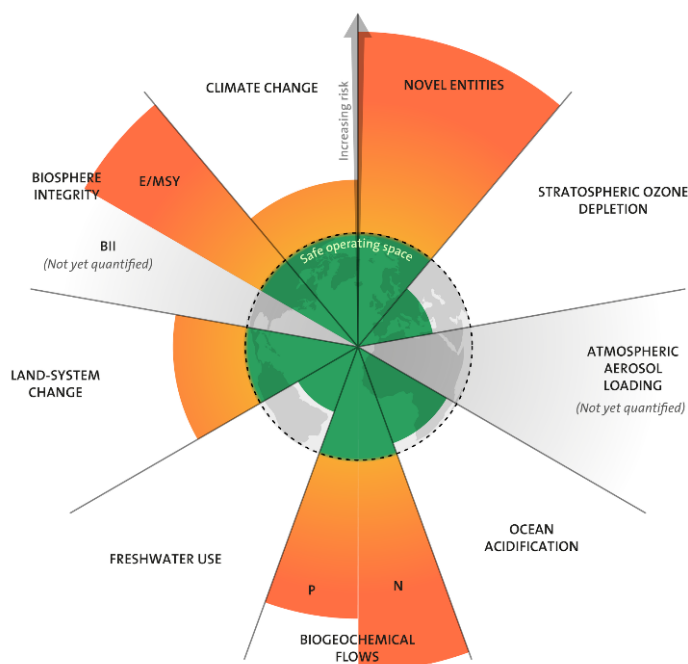 CLIMATE CHANGE
Increasing risk
NOVEL ENTITIES
BIOSPHERE
INTEGRITY
E/MSY
STRATOSPHERIC OZONE
DEPLETION
BII
(Not yet quantified)
Safe operating space
LAND-SYSTEM
CHANGE
ATMOSPHERIC
AEROSOL
LOADING
(Not yet quantified)
FRESHWATER USE
OCEAN
ACIDIFICATION
P
N
BIOGEOCHEMICAL
FLOWS